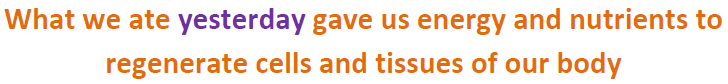 What we ate yesterday gave us energy and nutrients to
regenerate cells and tissues of our body